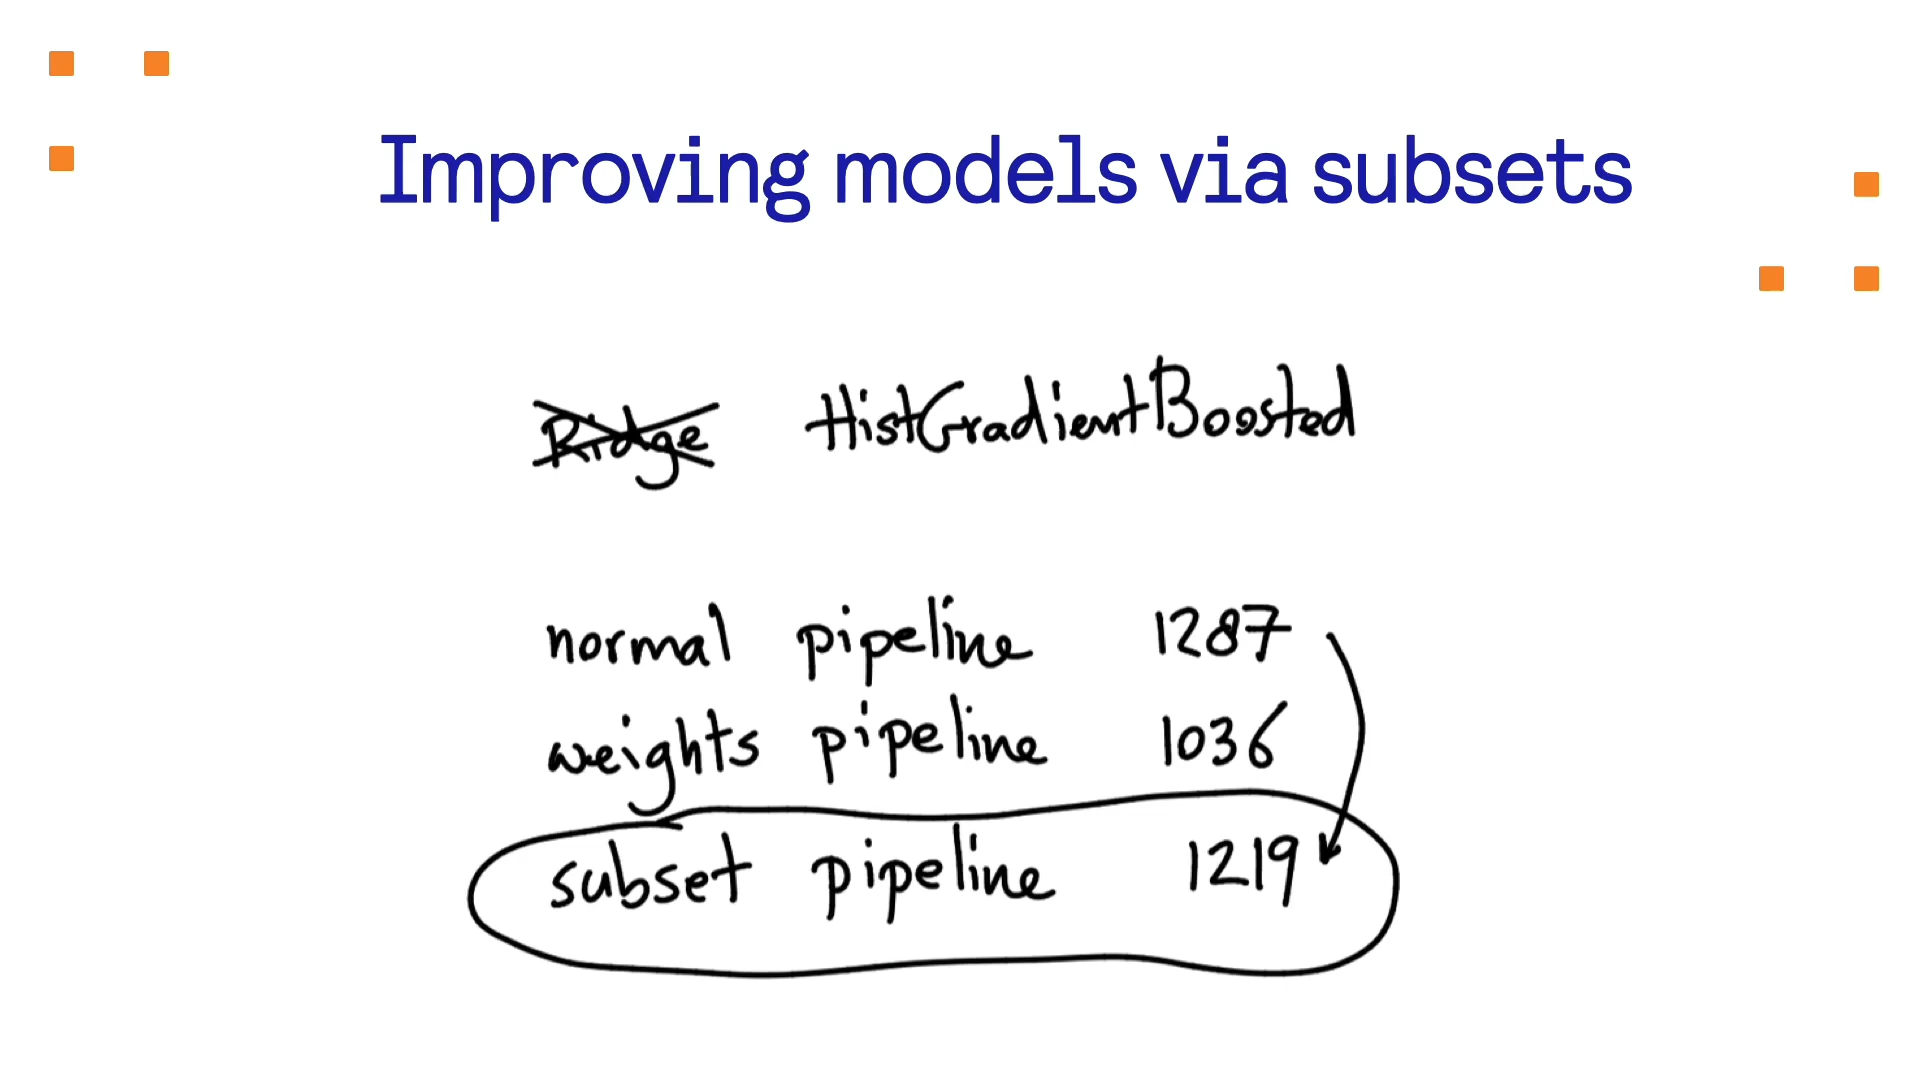 Improving models via subsets
Ridge HistGradientBoosted
normal pipeline 1287
weights pipeline 1036
subset pipeline 1219